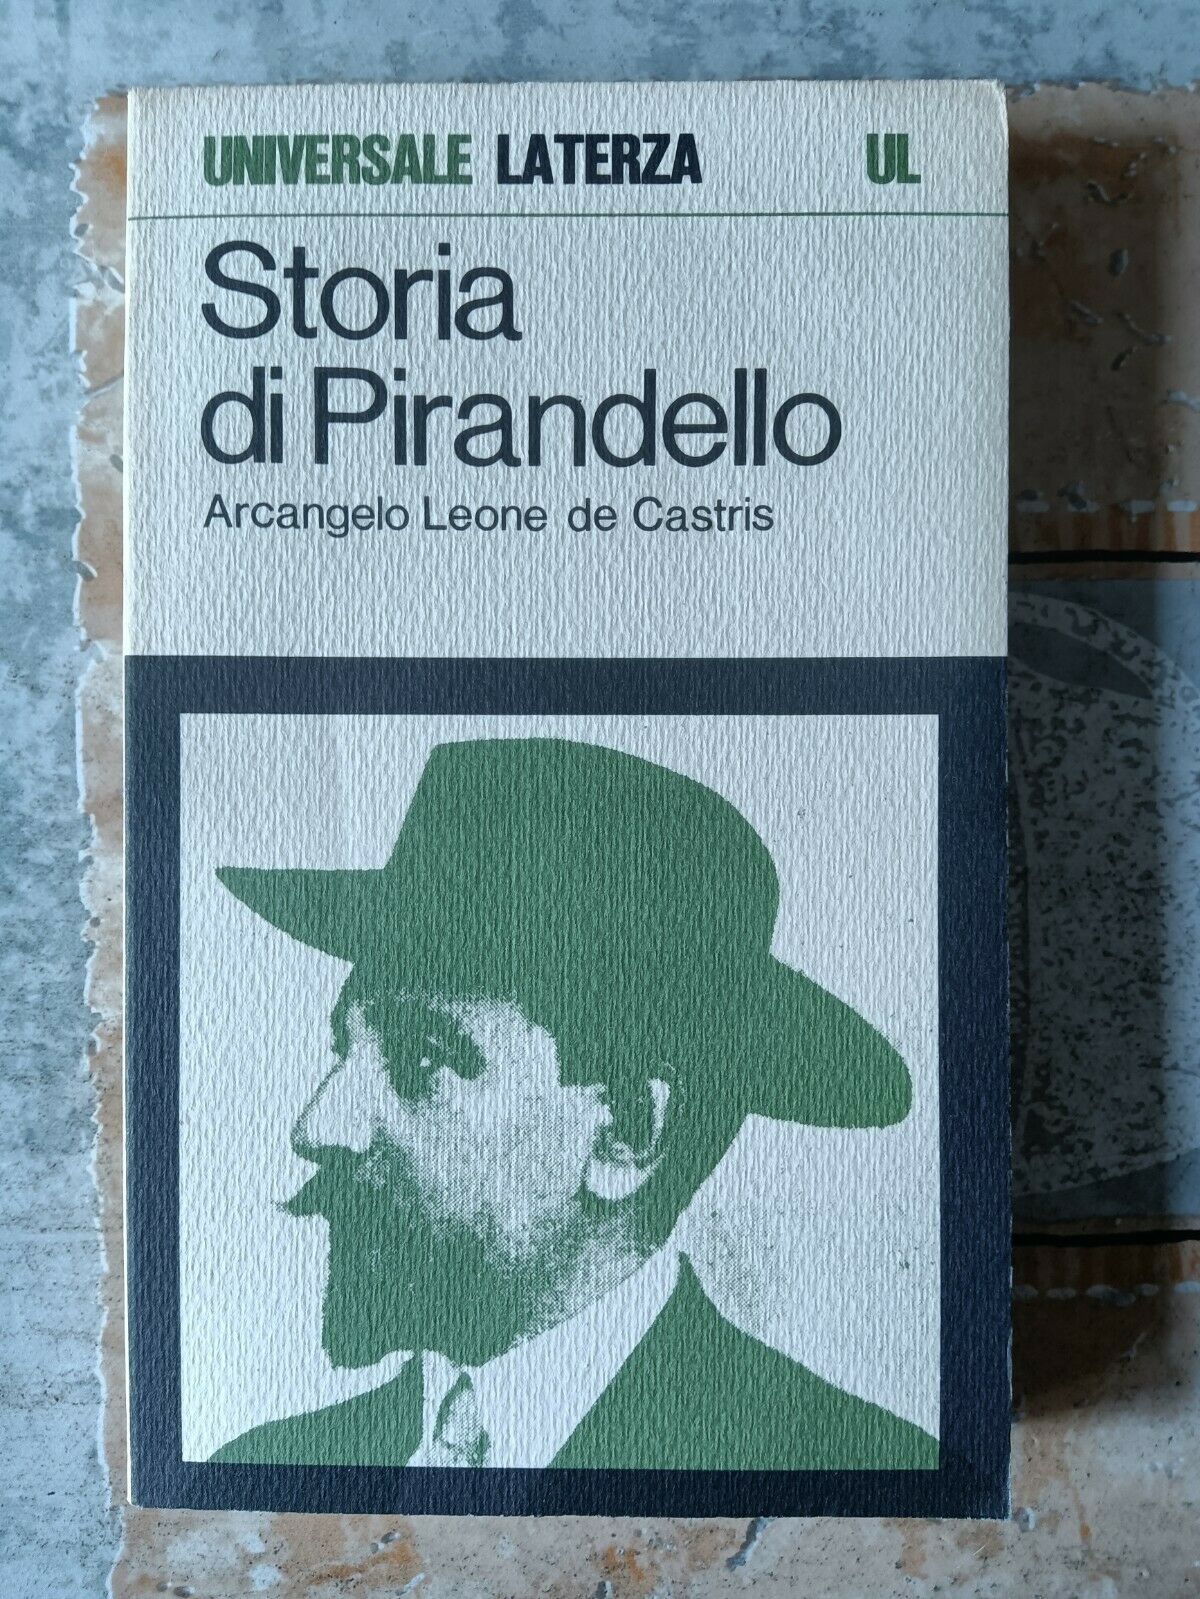 UNIVERSALE LATERZA UL
Storia
di Pirandello
Arcangelo Leone de Castris